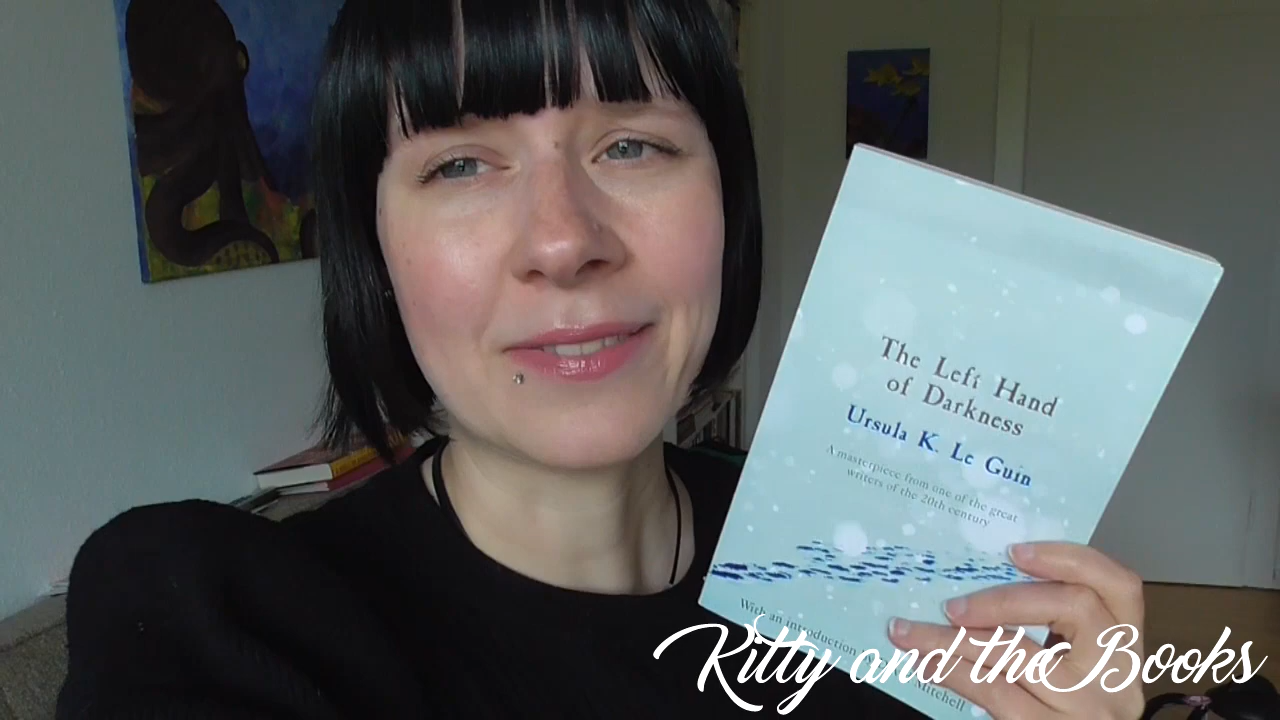 The Left Hand
of Darkness
Ursula K. Le Guin
A masterpiece from one of the great
writers of the 20th century
With an introduction
Mitchell
Kitty and the Books